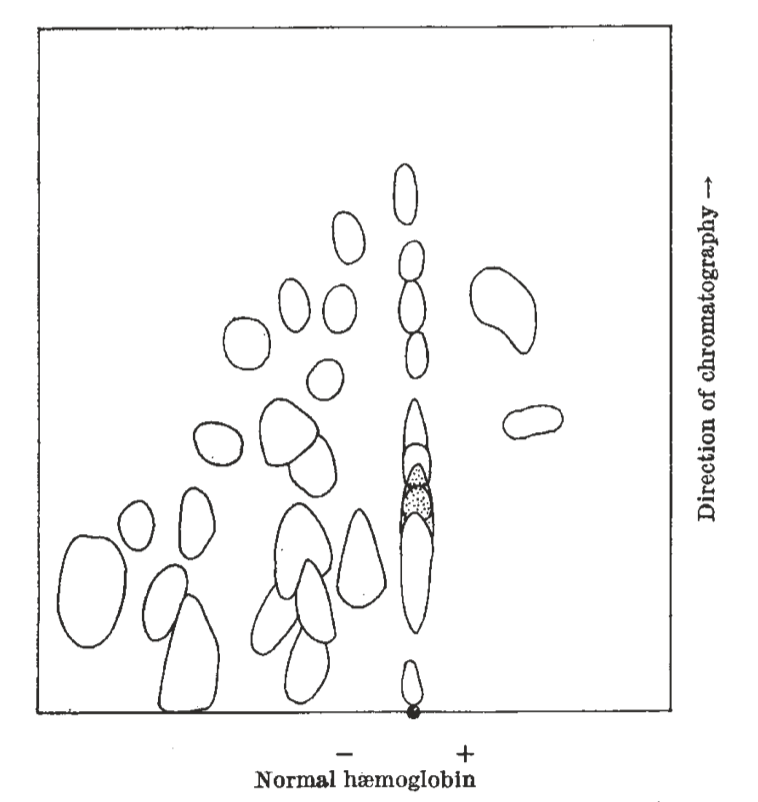 Direction of chromatography →
− +
Normal hæmoglobin